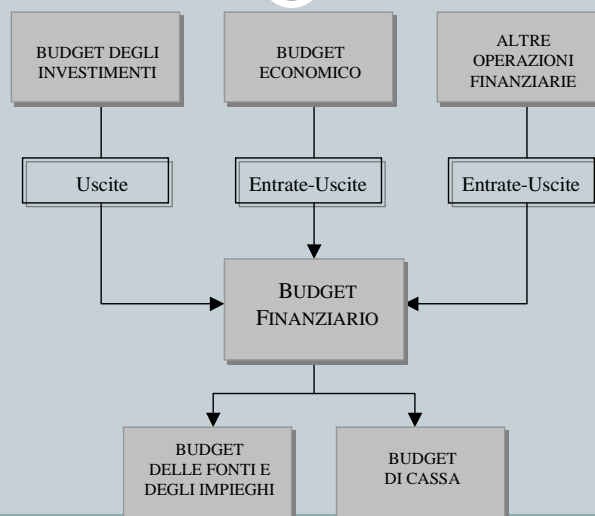 BUDGET DEGLI
INVESTIMENTI
BUDGET
ECONOMICO
ALTRE
OPERAZIONI
FINANZIARIE
Uscite
Entrate-Uscite
Entrate-Uscite
BUDGET
FINANZIARIO
BUDGET
DELLE FONTI E
DEGLI IMPIEGHI
BUDGET
DI CASSA